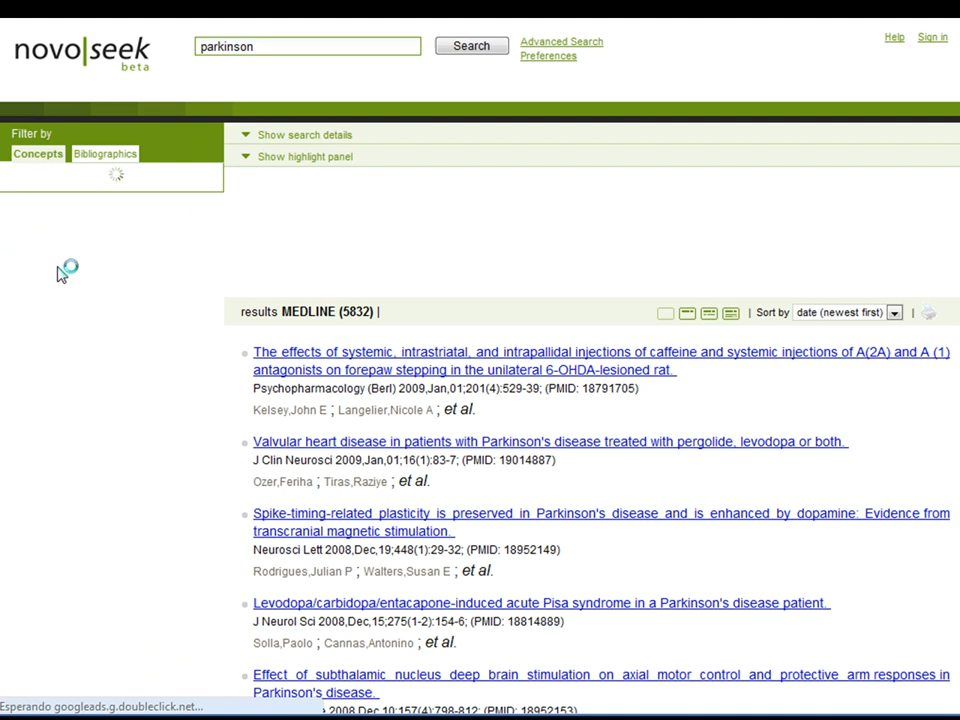 novo|seek
beta
parkinson
Search
Advanced Search
Preferences
Help Sign in
Filter by
Concepts Bibliographics
Show search details
Show highlight panel
results MEDLINE (5832) |
| Sort by date (newest first) |
The effects of systemic, intrastriatal, and intrapallidal injections of caffeine and systemic injections of A(2A) and A (1)
antagonists on forepaw stepping in the unilateral 6-OHDA-lesioned rat.
Psychopharmacology (Berl) 2009,Jan,01;201(4):529-39; (PMID: 18791705)
Kelsey,John E ; Langelier,Nicole A ; et al.
Valvular heart disease in patients with Parkinson's disease treated with pergolide, levodopa or both.
J Clin Neurosci 2009,Jan,01;16(1):83-7; (PMID: 19014887)
Ozer,Feriha ; Tiras,Raziye ; et al.
Spike-timing-related plasticity is preserved in Parkinson's disease and is enhanced by dopamine: Evidence from
transcranial magnetic stimulation.
Neurosci Lett 2008,Dec,19;448(1):29-32; (PMID: 18952149)
Rodrigues,Julian P ; Walters,Susan E ; et al.
Levodopa/carbidopa/entacapone-induced acute Pisa syndrome in a Parkinson's disease patient.
J Neurol Sci 2008,Dec,15;275(1-2):154-6; (PMID: 18814889)
Solla,Paolo ; Cannas,Antonino ; et al.
Effect of subthalamic nucleus deep brain stimulation on axial motor control and protective arm responses in
Parkinson's disease.
2008,Dec,10;157(4):798-812; (PMID: 18952153)
Esperando googleads.g.doubleclick.net...